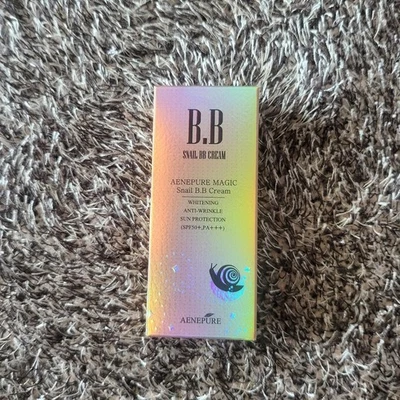 B.B
SNAIL BB CREAM
AENEPURE MAGIC
Snail B.B Cream
WHITENING
ANTI-WRINKLE
SUN PROTECTION
(SPF50+,PA+++)
AENEPURE